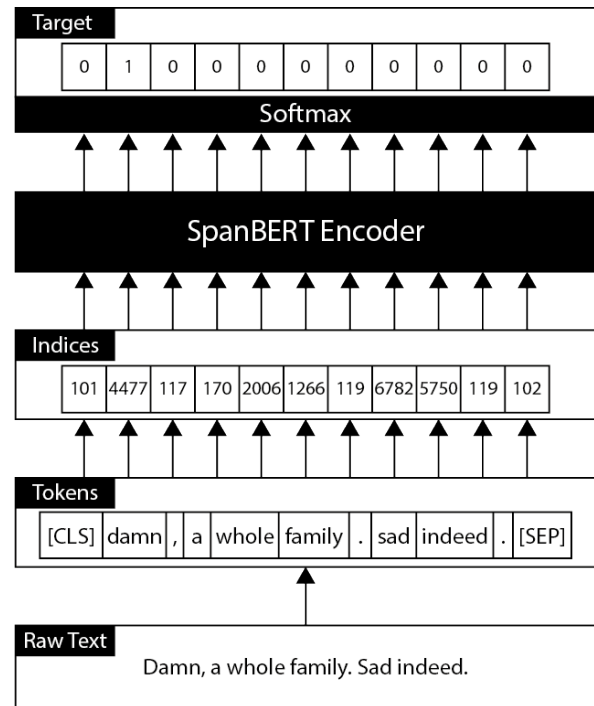 Target
0 1 0 0 0 0 0 0 0 0 0
Softmax
SpanBERT Encoder
Indices
101 4477 117 170 2006 1266 119 6782 5750 119 102
Tokens
[CLS] damn , a whole family . sad indeed . [SEP]
Raw Text
Damn, a whole family. Sad indeed.